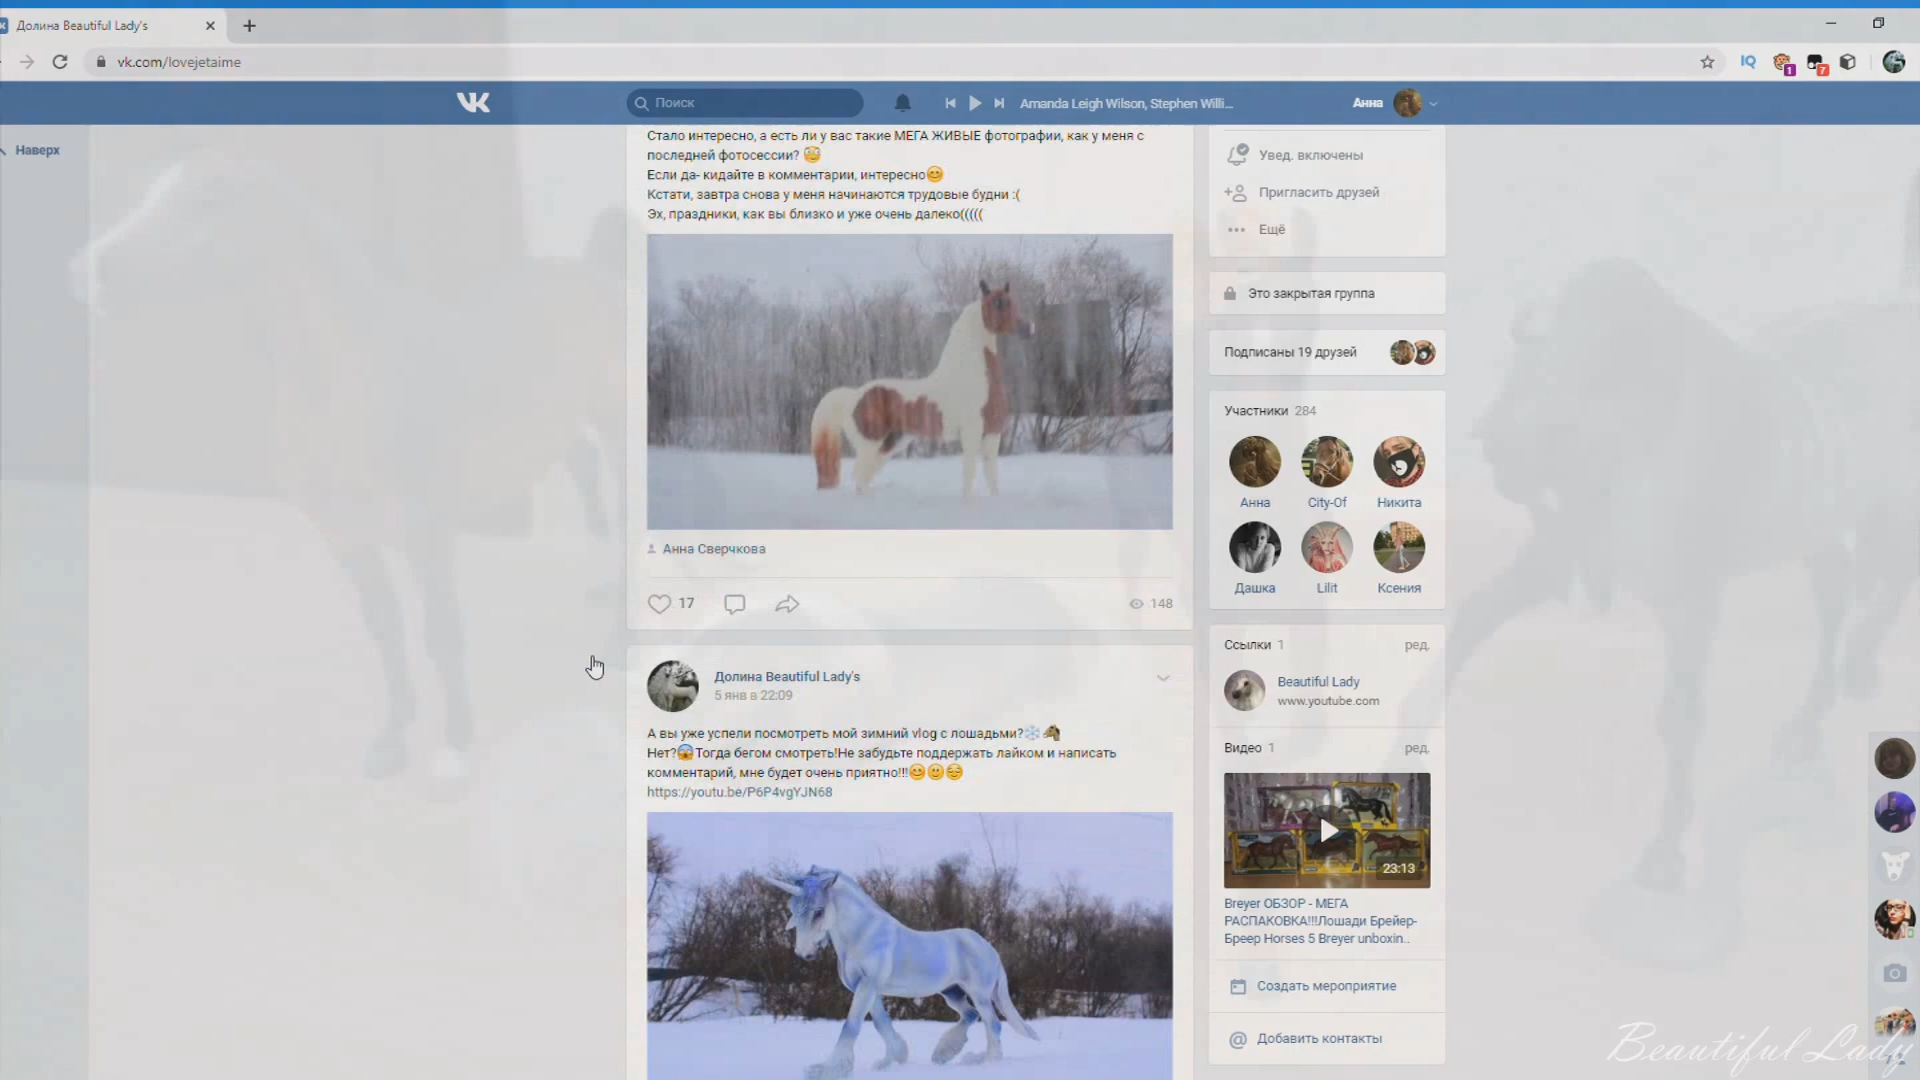 Долина Beautiful Lady's
vk.com/lovejetaime
IQ
1
7
Поиск
Amanda Leigh Wilson, Stephen Willi...
Анна
Наверх
Стало интересно, а есть ли у вас такие МЕГА ЖИВЫЕ фотографии, как у меня с
последней фотосессии?
Если да- кидайте в комментарии, интересно
Кстати, завтра снова у меня начинаются трудовые будни :(
Эх, праздники, как вы близко и уже очень далеко(((((
Анна Сверчкова
17
148
Долина Beautiful Lady's
5 янв в 22:09
А вы уже успели посмотреть мой зимний vlog с лошадьми?
Нет? Тогда бегом смотреть!Не забудьте поддержать лайком и написать
комментарий, мне будет очень приятно!!!
https://youtu.be/P6P4vgYJN68
Увед. включены
Пригласить друзей
Ещё
Это закрытая группа
Подписаны 19 друзей
Участники 284
Анна City-Of Никита
Дашка Lilit Ксения
Ссылки 1 ред.
Beautiful Lady
www.youtube.com
Видео 1 ред.
23:13
Breyer ОБЗОР - МЕГА
РАСПАКОВКА!!!Лошади Брейер-
Бреер Horses 5 Breyer unboxin..
Создать мероприятие
Добавить контакты
Beautiful Lady